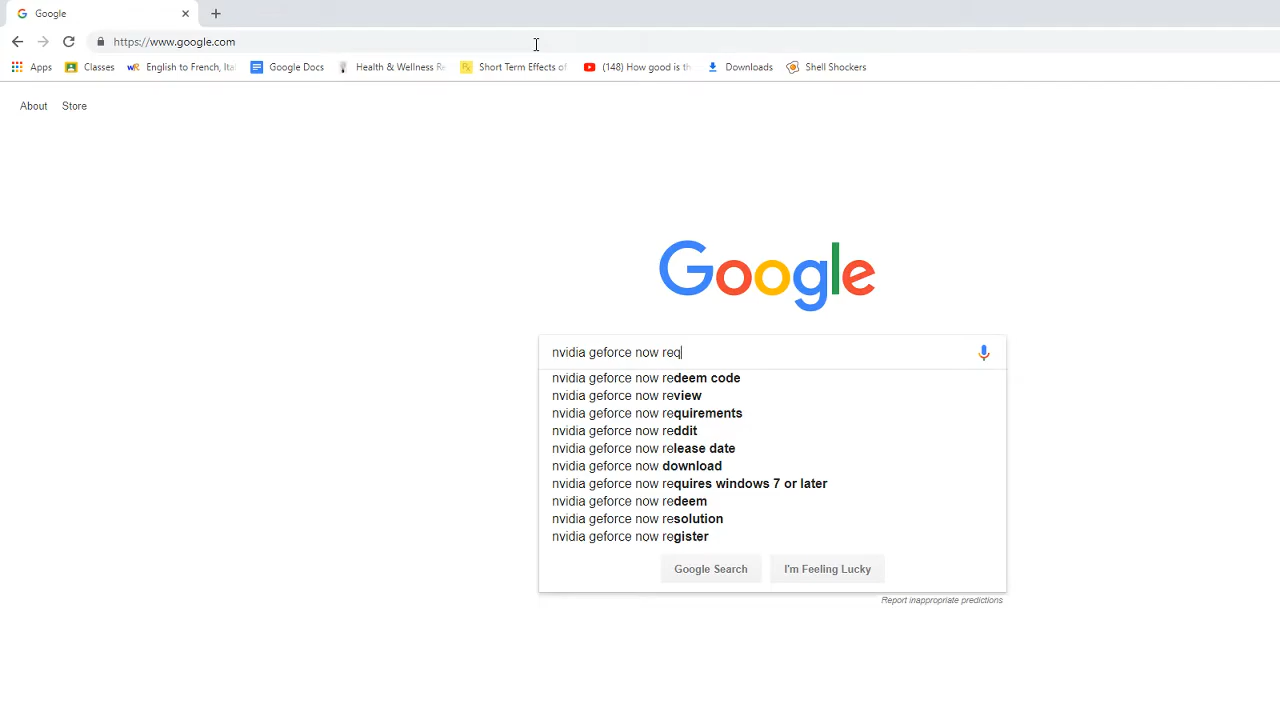 Google
https://www.google.com
Apps Classes English to French, Ita Google Docs Health & Wellness Re Short Term Effects of (148) How good is th Downloads Shell Shockers
About Store
Google
nvidia geforce now req
nvidia geforce now redeem code
nvidia geforce now review
nvidia geforce now requirements
nvidia geforce now reddit
nvidia geforce now release date
nvidia geforce now download
nvidia geforce now requires windows 7 or later
nvidia geforce now redeem
nvidia geforce now resolution
nvidia geforce now register
Google Search I'm Feeling Lucky
Report inappropriate predictions